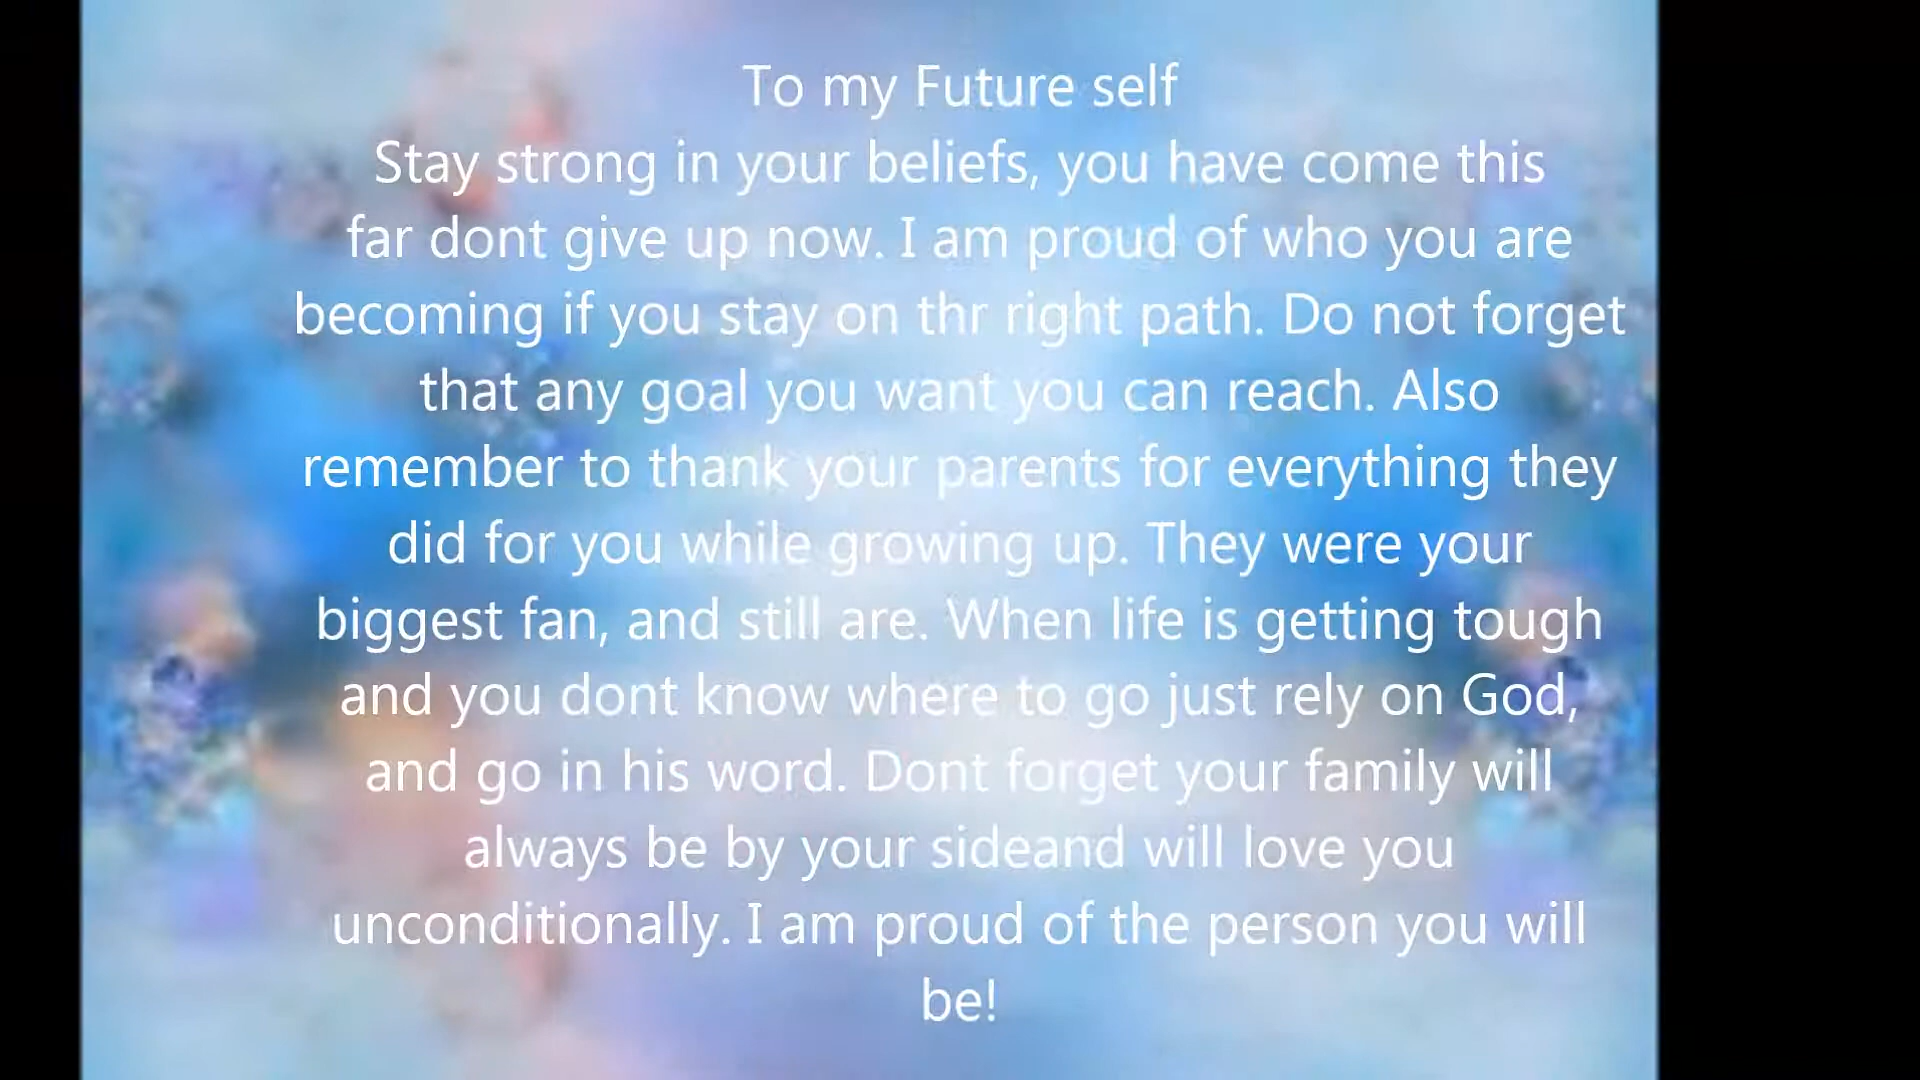 To my Future self
Stay strong in your beliefs, you have come this
far dont give up now. I am proud of who you are
becoming if you stay on thr right path. Do not forget
that any goal you want you can reach. Also
remember to thank your parents for everything they
did for you while growing up. They were your
biggest fan, and still are. When life is getting tough
and you dont know where to go just rely on God,
and go in his word. Dont forget your family will
always be by your sideand will love you
unconditionally. I am proud of the person you will
be!